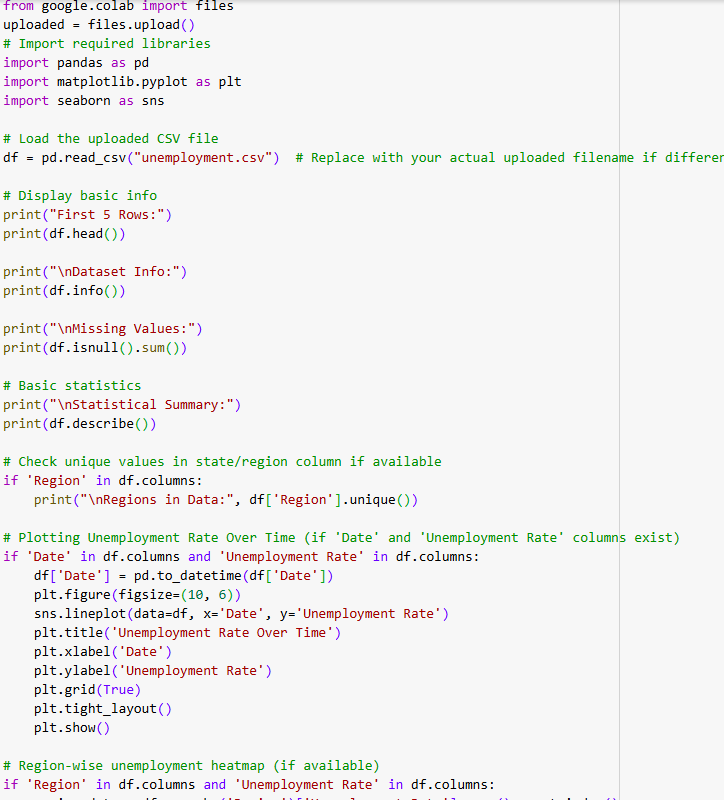 from google.colab import files
uploaded = files.upload()
# Import required libraries
import pandas as pd
import matplotlib.pyplot as plt
import seaborn as sns
# Load the uploaded CSV file
df = pd.read_csv("unemployment.csv")  # Replace with your actual uploaded filename if differen
# Display basic info
print("First 5 Rows:")
print(df.head())
print("\nDataset Info:")
print(df.info())
print("\nMissing Values:")
print(df.isnull().sum())
# Basic statistics
print("\nStatistical Summary:")
print(df.describe())
# Check unique values in state/region column if available
if 'Region' in df.columns:
    print("\nRegions in Data:", df['Region'].unique())
# Plotting Unemployment Rate Over Time (if 'Date' and 'Unemployment Rate' columns exist)
if 'Date' in df.columns and 'Unemployment Rate' in df.columns:
    df['Date'] = pd.to_datetime(df['Date'])
    plt.figure(figsize=(10, 6))
    sns.lineplot(data=df, x='Date', y='Unemployment Rate')
    plt.title('Unemployment Rate Over Time')
    plt.xlabel('Date')
    plt.ylabel('Unemployment Rate')
    plt.grid(True)
    plt.tight_layout()
    plt.show()
# Region-wise unemployment heatmap (if available)
if 'Region' in df.columns and 'Unemployment Rate' in df.columns: